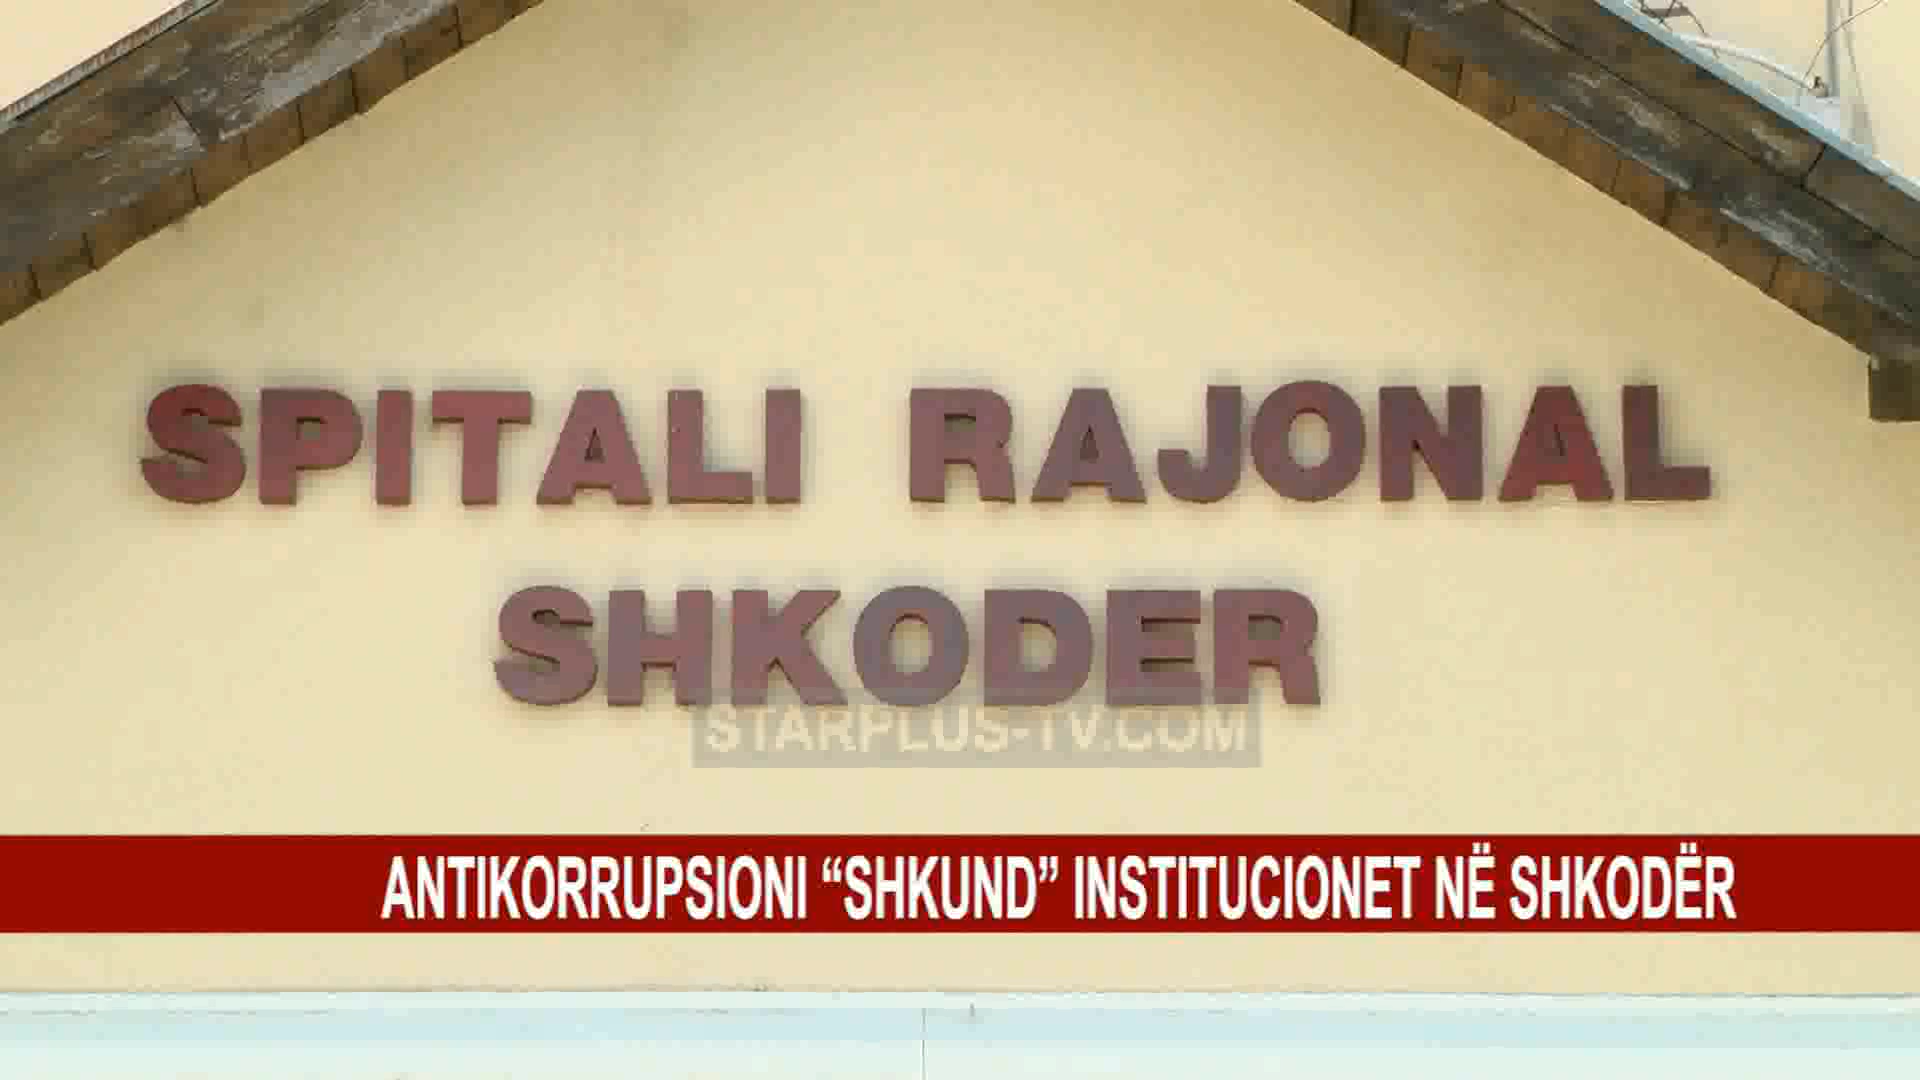 SPITALI RAJONAL
SHKODER
STARPLUS-TV.COM
ANTIKORRUPSIONI “SHKUND” INSTITUCIONET NË SHKODËR